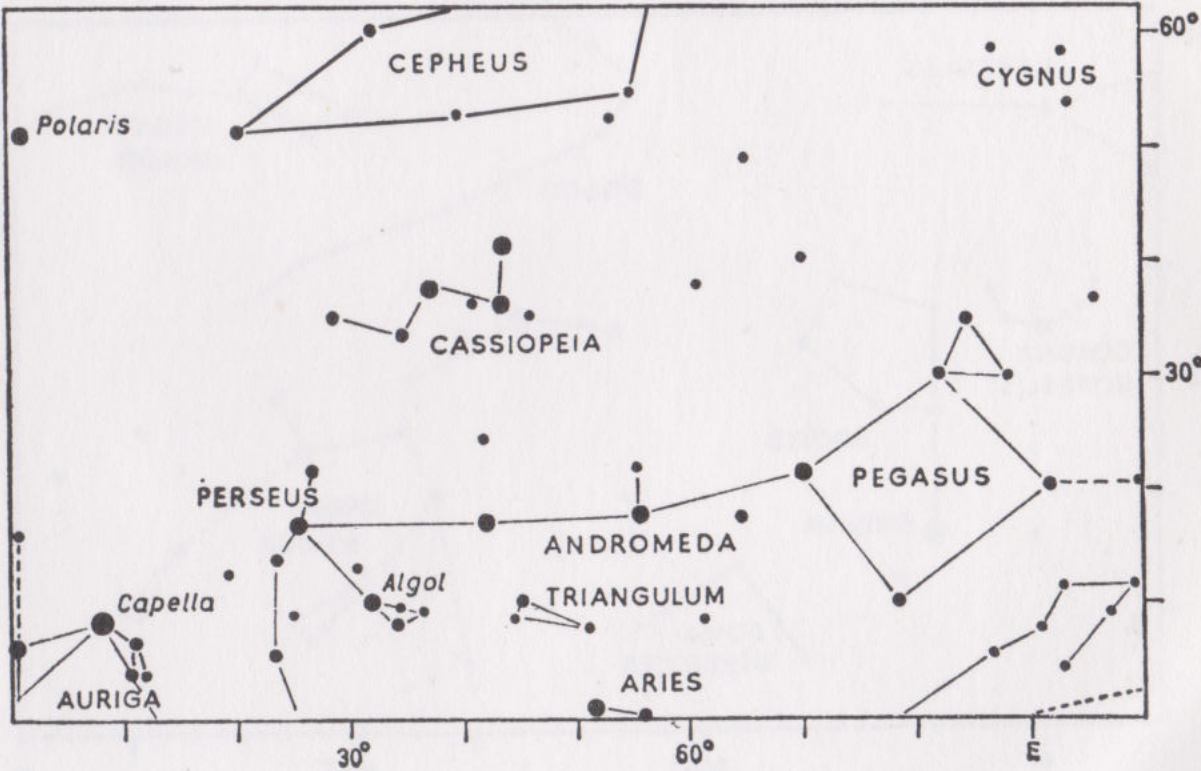 60°
CEPHEUS
CYGNUS
Polaris
CASSIOPEIA
30°
PERSEUS
PEGASUS
ANDROMEDA
Algol
TRIANGULUM
Capella
ARIES
AURIGA
30°
60°
E